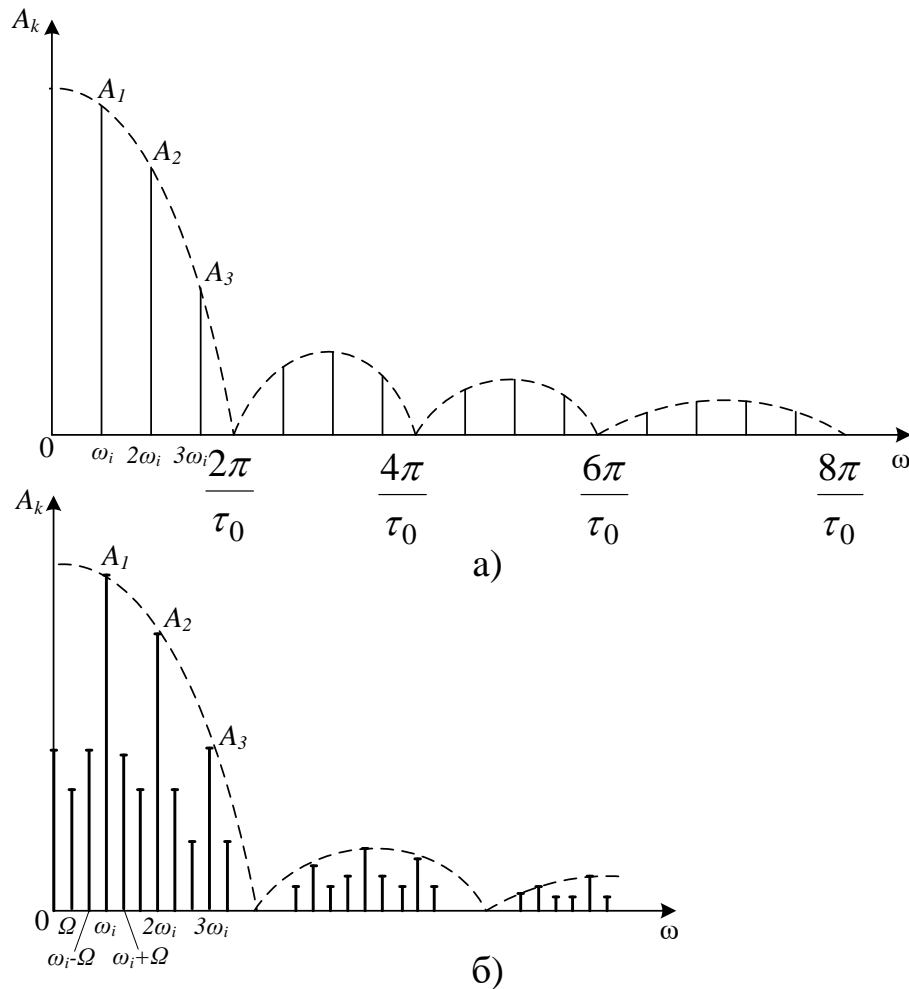 A_k
A_1
A_2
A_3
0 ω_i 2ω_i 3ω_i ω
2π/τ_0 4π/τ_0 6π/τ_0 8π/τ_0
а)
A_k
A_1
A_2
A_3
0 Ω ω_i 2ω_i 3ω_i ω
ω_i-Ω ω_i+Ω
б)